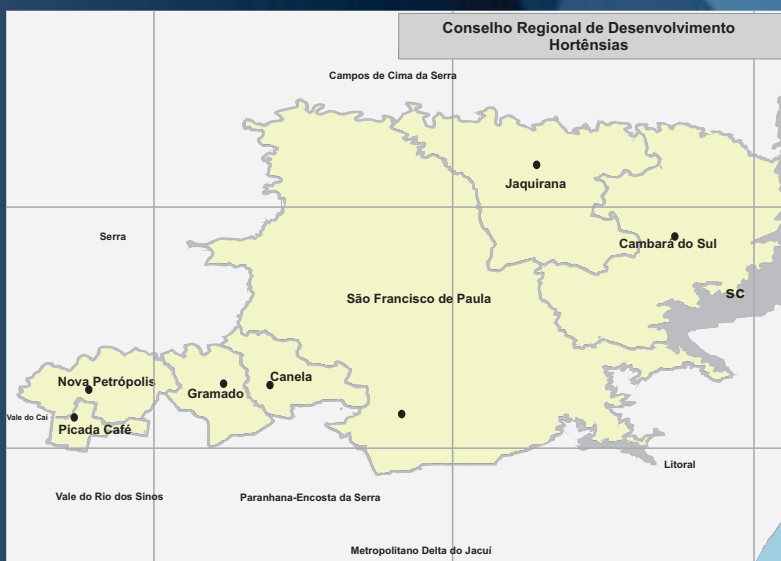 Conselho Regional de Desenvolvimento
Hortênsias
Campos de Cima da Serra
Jaquirana
Serra
Cambará do Sul
SC
São Francisco de Paula
Nova Petrópolis
Canela
Gramado
Vale do Caí
Picada Café
Litoral
Vale do Rio dos Sinos
Paranhana-Encosta da Serra
Metropolitano Delta do Jacuí